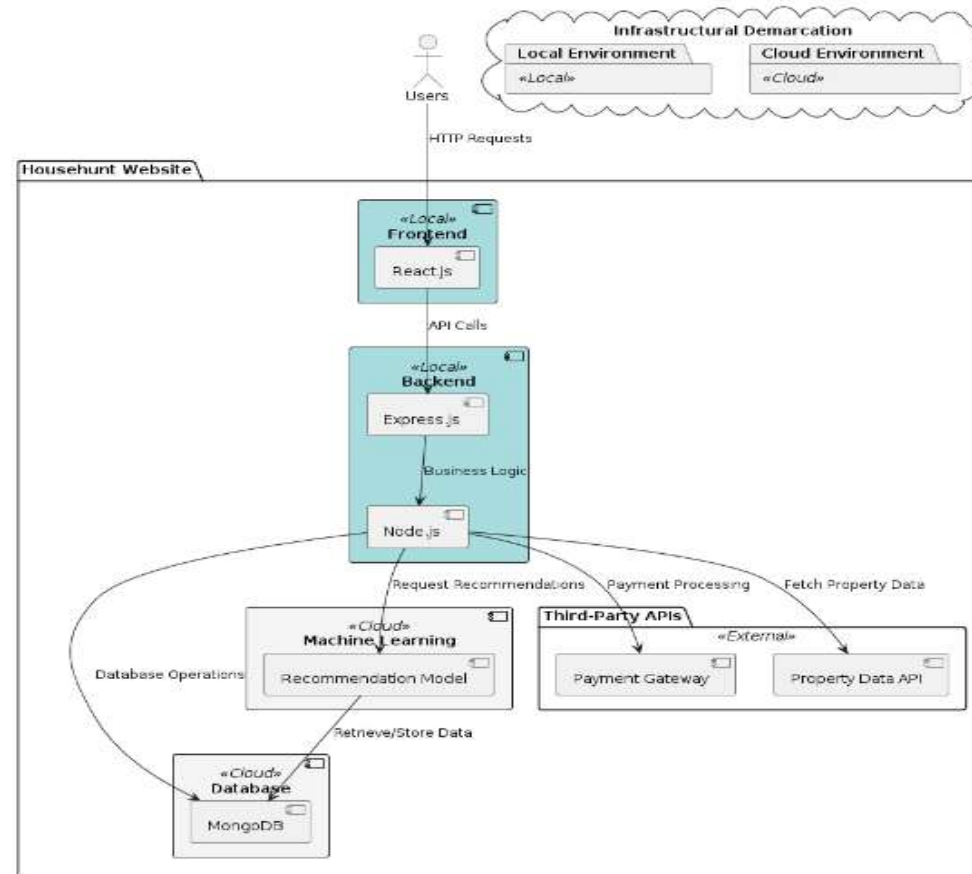 Infrastructural Demarcation
Local Environment
Cloud Environment
«Local»
«Cloud»
Users
HTTP Requests
Househunt Website
«Local»
Frontend
React.js
API Calls
«Local»
Backend
Express.js
Business Logic
Node.js
Request Recommendations
Payment Processing
Fetch Property Data
«Cloud»
Machine Learning
Third-Party APIs
«External»
Database Operations
Recommendation Model
Payment Gateway
Property Data API
Retrieve/Store Data
«Cloud»
Database
MongoDB